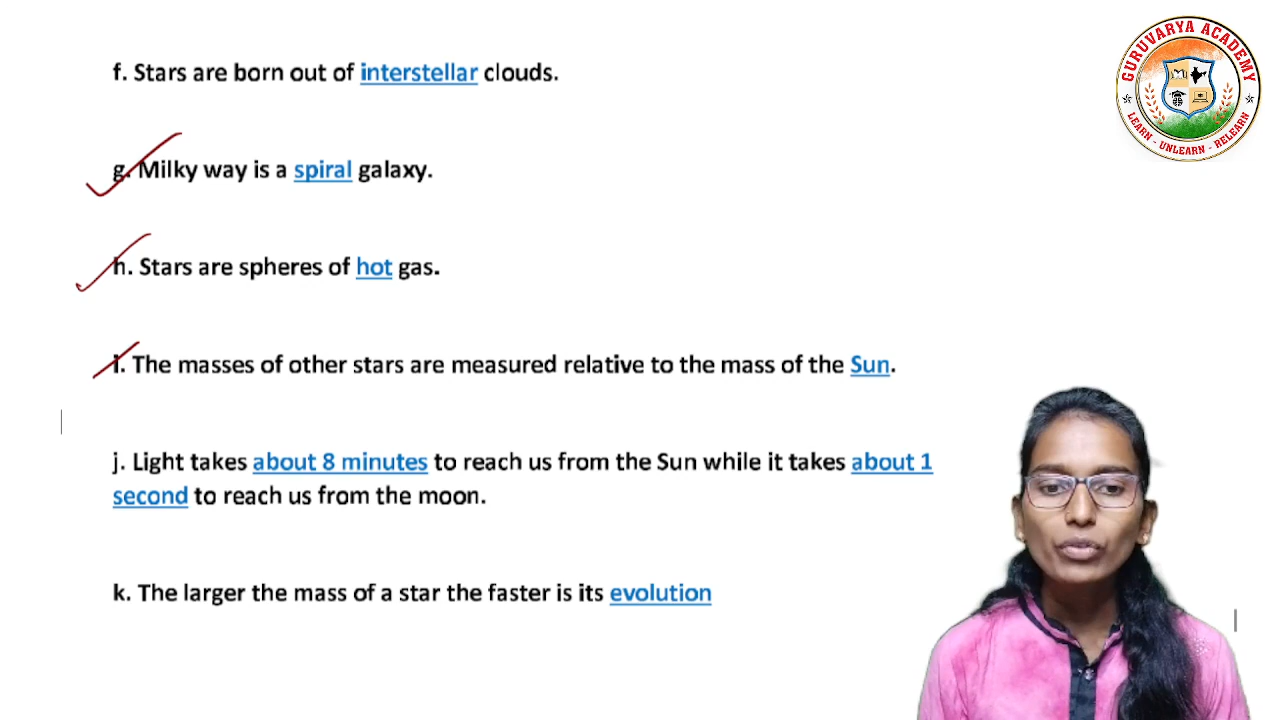 f. Stars are born out of interstellar clouds.
g. Milky way is a spiral galaxy.
h. Stars are spheres of hot gas.
i. The masses of other stars are measured relative to the mass of the Sun.
j. Light takes about 8 minutes to reach us from the Sun while it takes about 1
second to reach us from the moon.
k. The larger the mass of a star the faster is its evolution
GURUVARYA ACADEMY
LEARN - UNLEARN - RELEARN